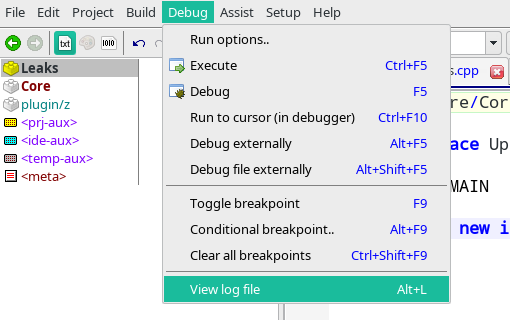 File Edit Project Build Debug Assist Setup Help
txt
Run options..
Execute Ctrl+F5
Debug F5
Run to cursor (in debugger) Ctrl+F10
Debug externally Alt+F5
Debug file externally Alt+Shift+F5
Toggle breakpoint F9
Conditional breakpoint.. Alt+F9
Clear all breakpoints Ctrl+Shift+F9
View log file Alt+L
Leaks
Core
plugin/z
<prj-aux>
<ide-aux>
<temp-aux>
<meta>
s.cpp
re/Cor
ace Up
MAIN
new i